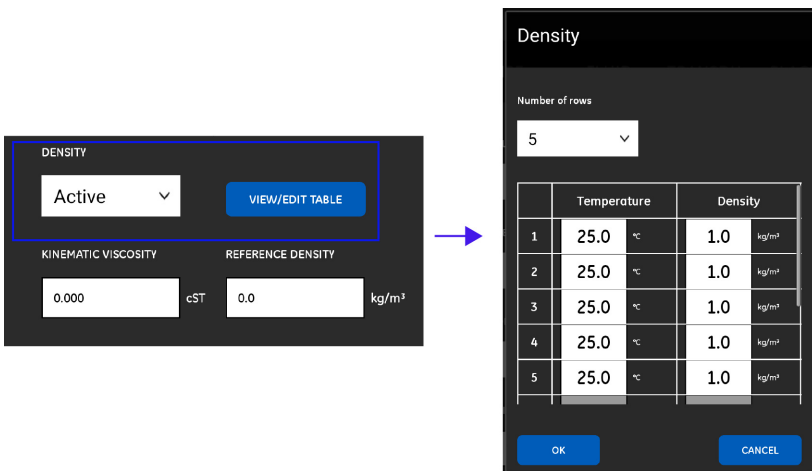 DENSITY
Active
VIEW/EDIT TABLE
KINEMATIC VISCOSITY REFERENCE DENSITY
0.000 cST 0.0 kg/m³
Density
Number of rows
5
Temperature Density
1 25.0 °C 1.0 kg/m³
2 25.0 °C 1.0 kg/m³
3 25.0 °C 1.0 kg/m³
4 25.0 °C 1.0 kg/m³
5 25.0 °C 1.0 kg/m³
OK CANCEL